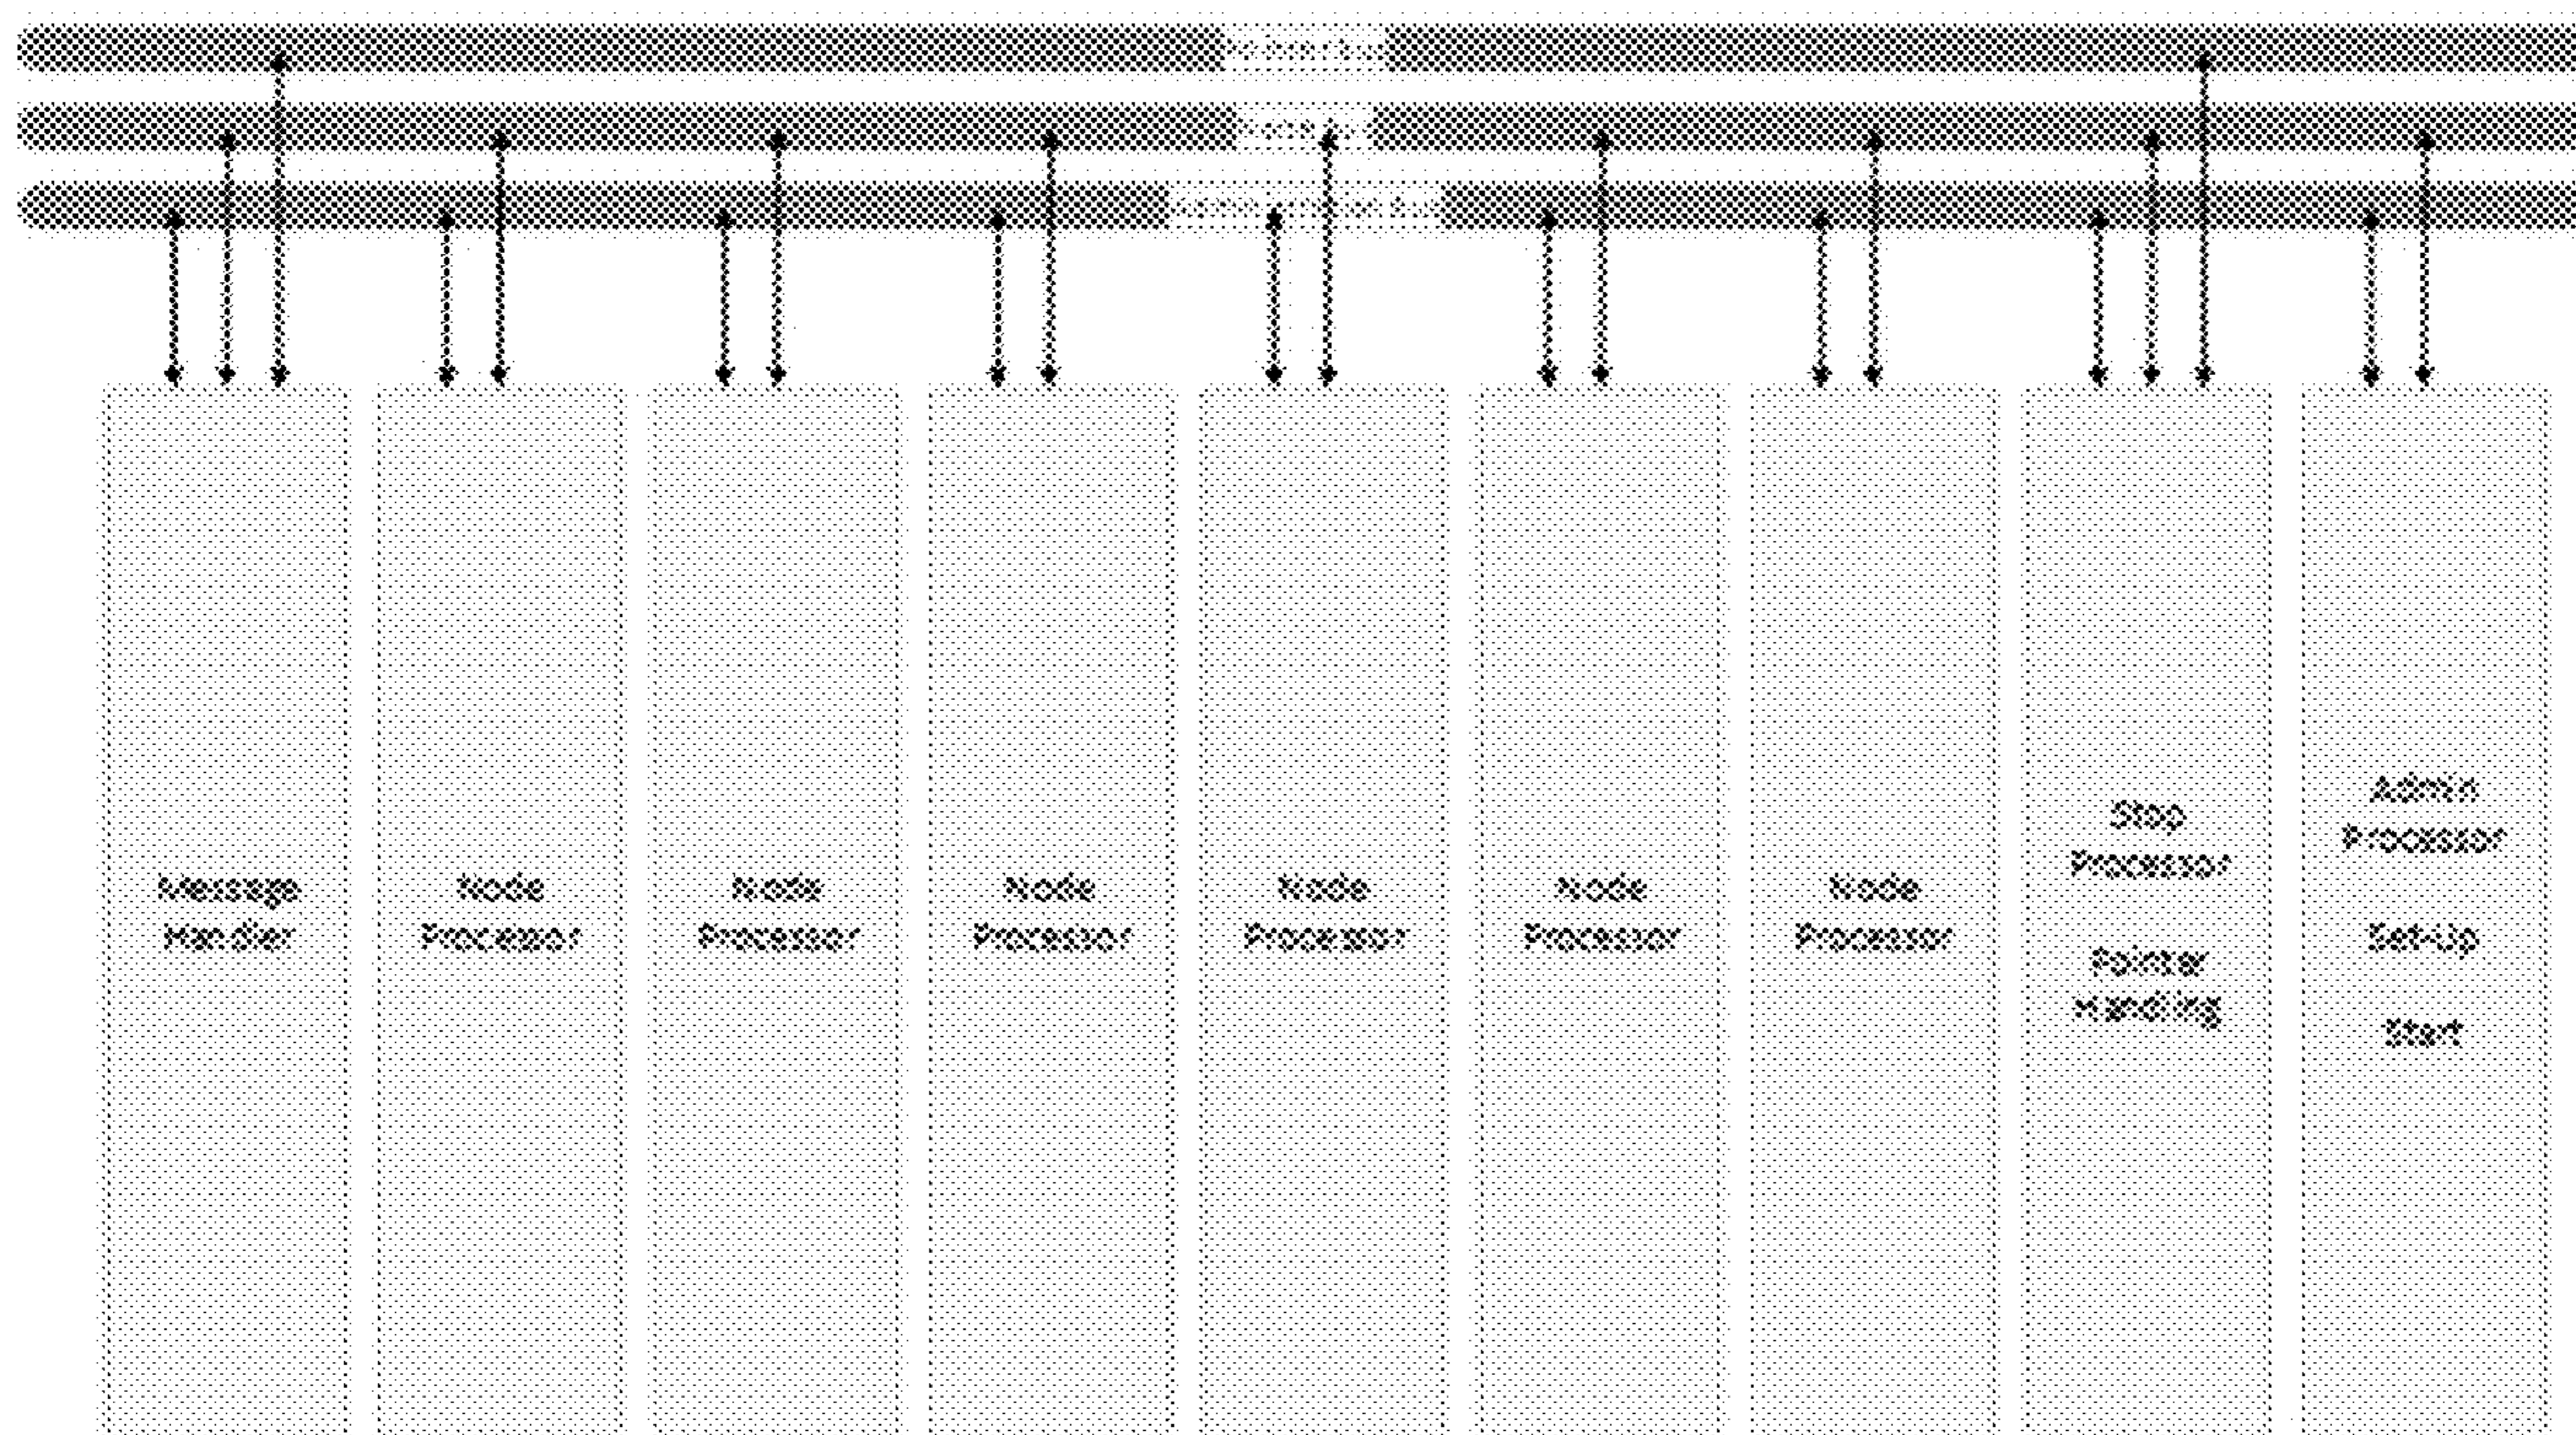 Message
Handler
Node
Processor
Node
Processor
Node
Processor
Node
Processor
Node
Processor
Node
Processor
Stop
Processor
Pointer
Handling
Admin
Processor
Set-Up
Start